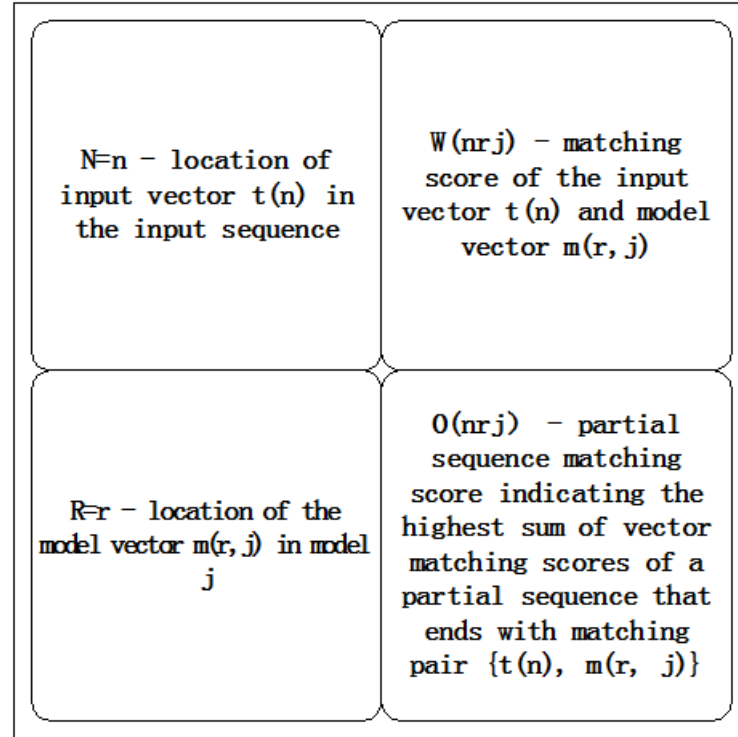 N=n - location of
input vector t(n) in
the input sequence
W(nrj) - matching
score of the input
vector t(n) and model
vector m(r,j)
R=r - location of the
model vector m(r,j) in model
j
O(nrj) - partial
sequence matching
score indicating the
highest sum of vector
matching scores of a
partial sequence that
ends with matching
pair {t(n), m(r, j)}